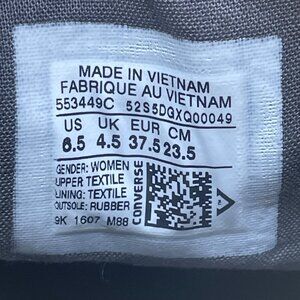 MADE IN VIETNAM
FABRIQUE AU VIETNAM
553449C 52S5DGXQ00049
US UK EUR CM
6.5 4.5 37.5 23.5
GENDER: WOMEN
UPPER: TEXTILE
LINING: TEXTILE
OUTSOLE: RUBBER
9K 1607 M88
CONVERSE